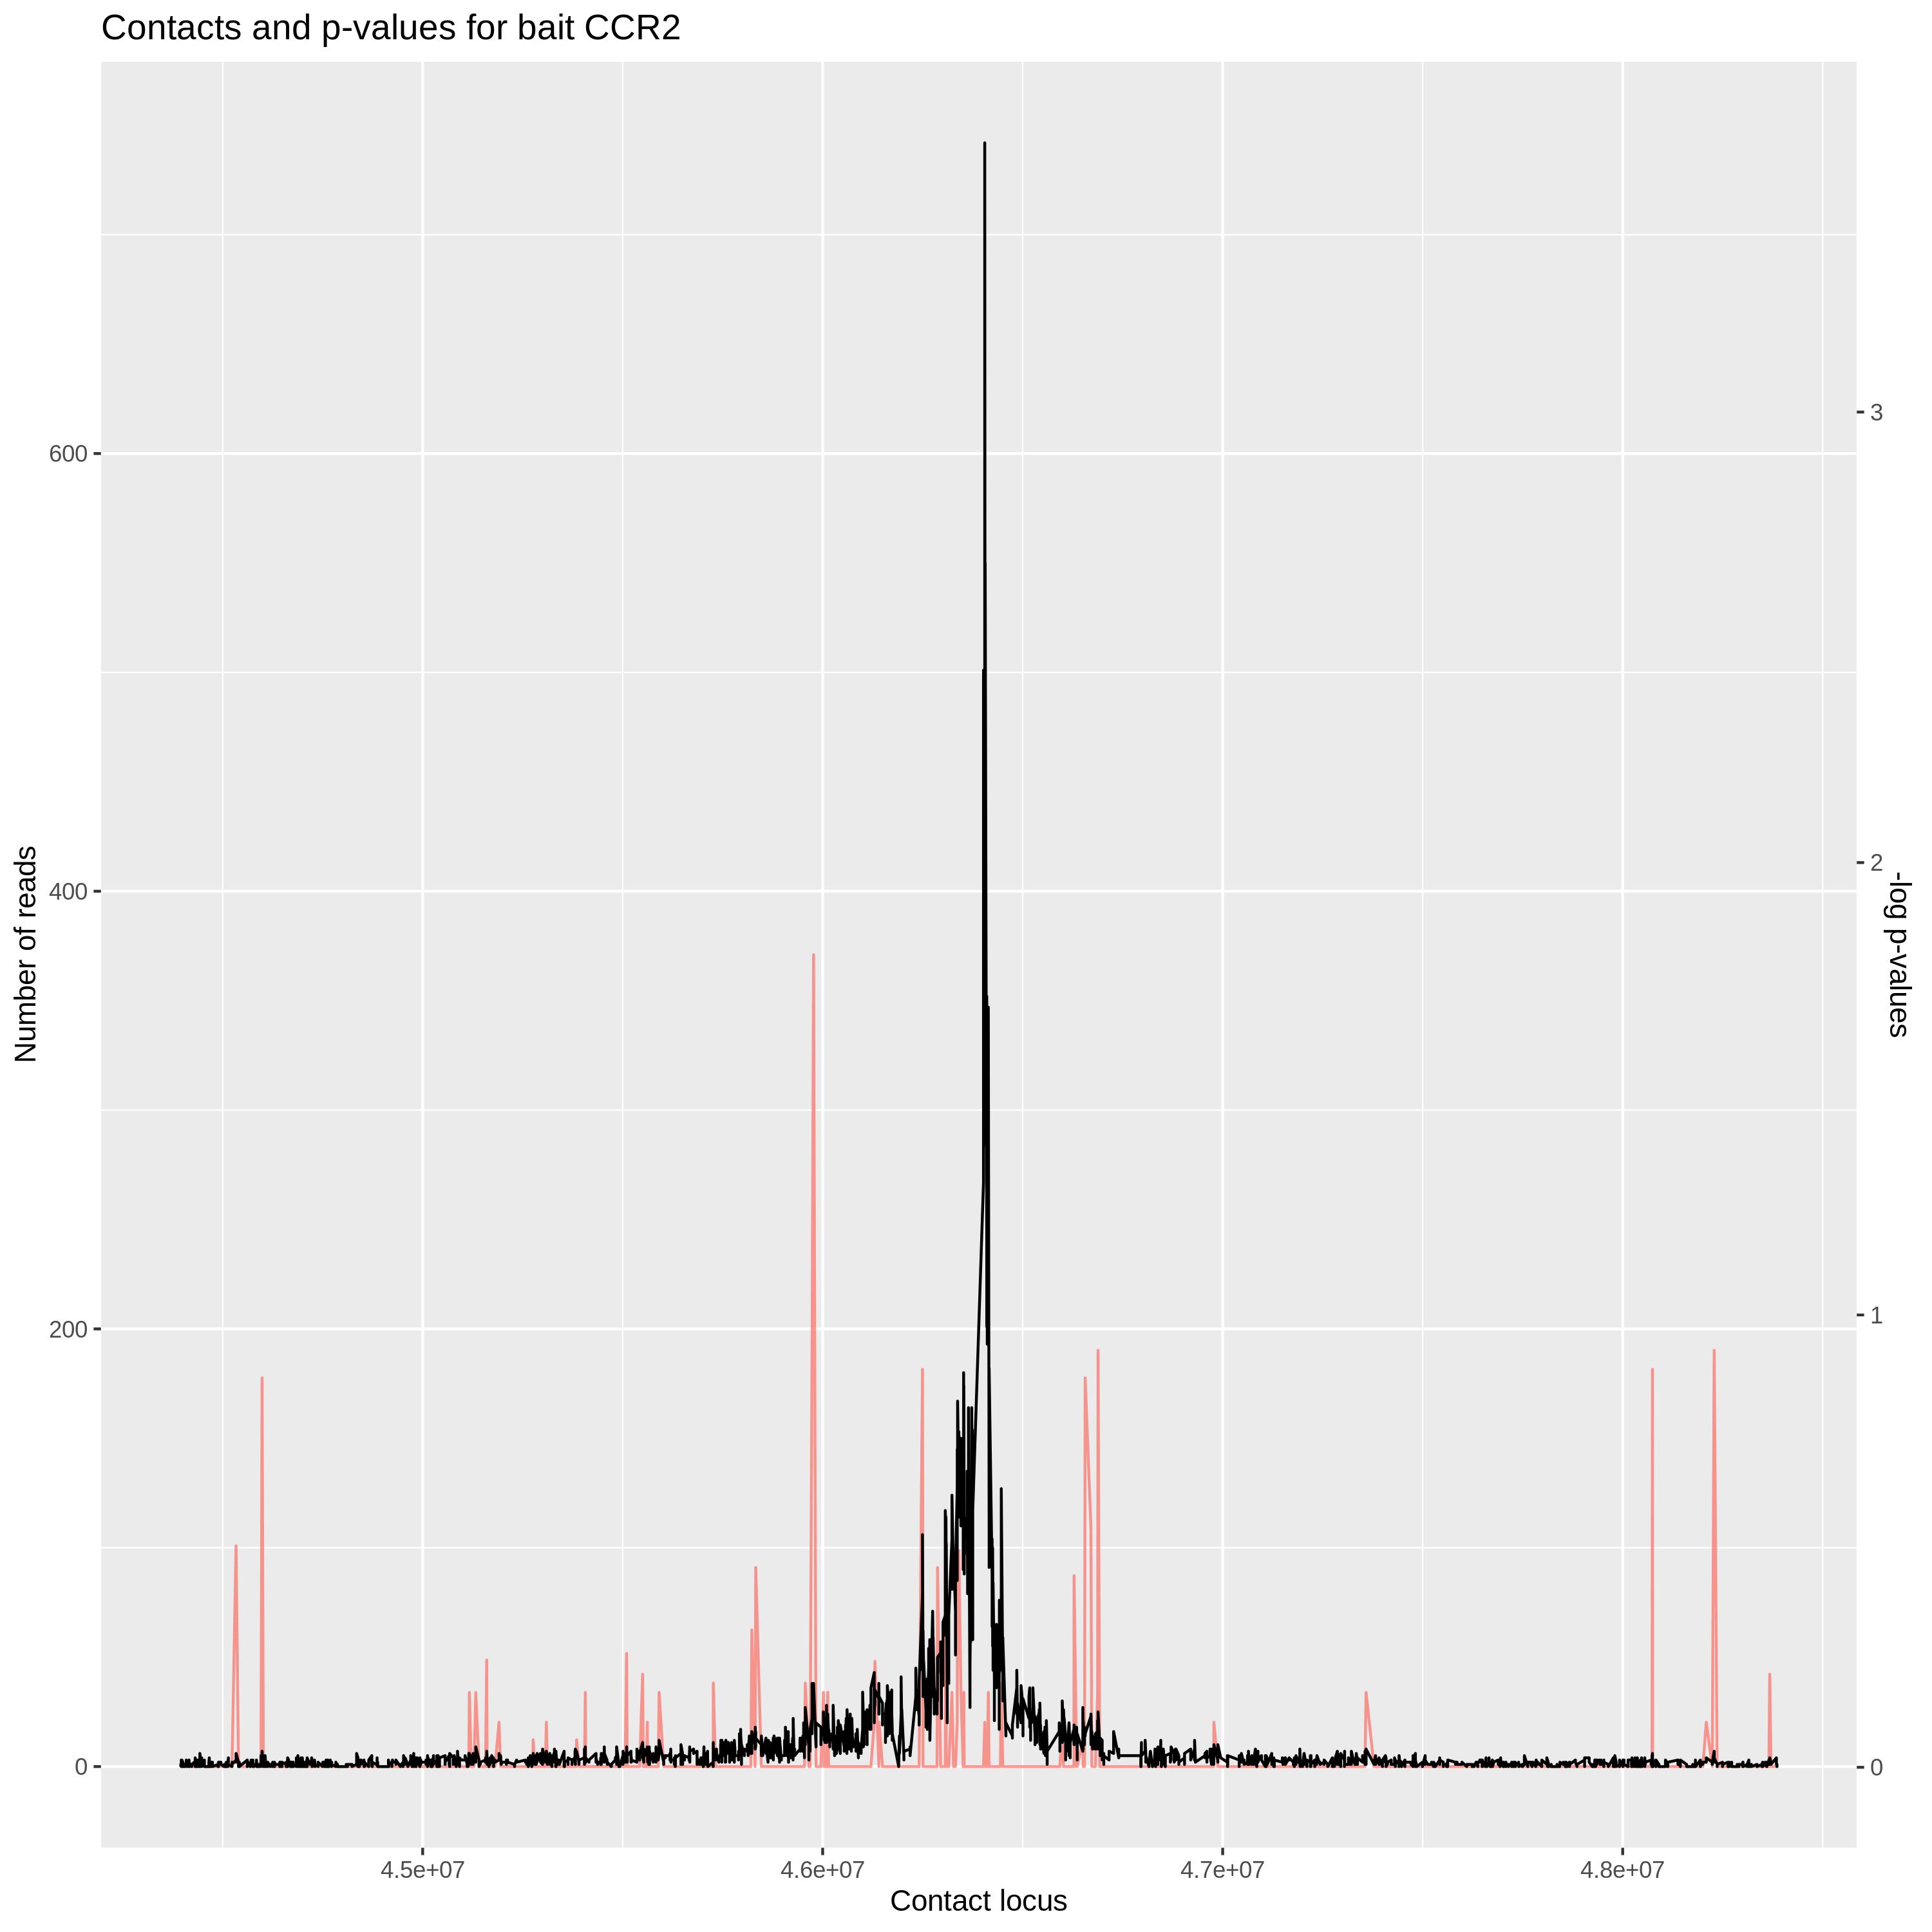 Contacts and p-values for bait CCR2
600
400
200
0
Number of reads
3
2
1
0
-log p-values
4.5e+07 4.6e+07 4.7e+07 4.8e+07
Contact locus